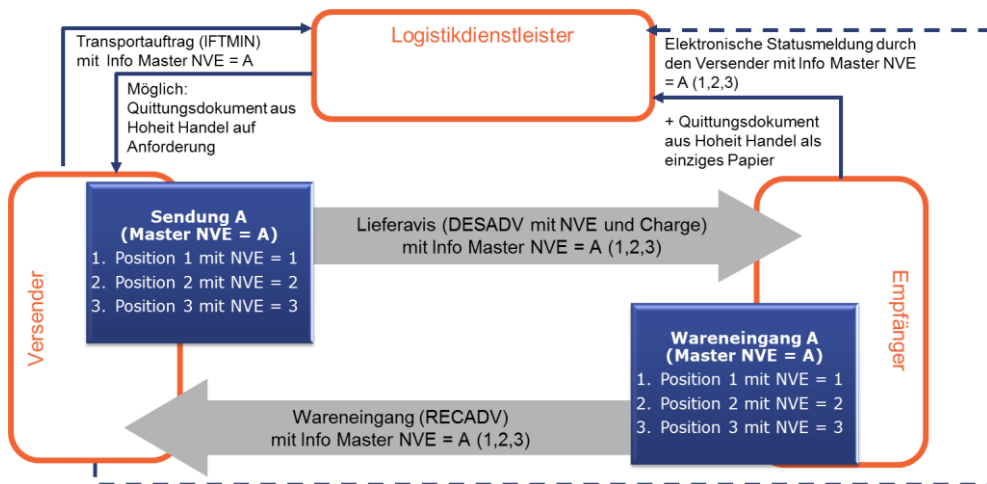 Transportauftrag (IFTMIN)
mit Info Master NVE = A
Möglich:
Quittungsdokument aus
Hoheit Handel auf
Anforderung
Logistikdienstleister
Elektronische Statusmeldung durch
den Versender mit Info Master NVE
= A (1,2,3)
+ Quittungsdokument
aus Hoheit Handel als
einziges Papier
Versender
Sendung A
(Master NVE = A)
1. Position 1 mit NVE = 1
2. Position 2 mit NVE = 2
3. Position 3 mit NVE = 3
Lieferavis (DESADV mit NVE und Charge)
mit Info Master NVE = A (1,2,3)
Empfänger
Wareneingang A
(Master NVE = A)
1. Position 1 mit NVE = 1
2. Position 2 mit NVE = 2
3. Position 3 mit NVE = 3
Wareneingang (RECADV)
mit Info Master NVE = A (1,2,3)